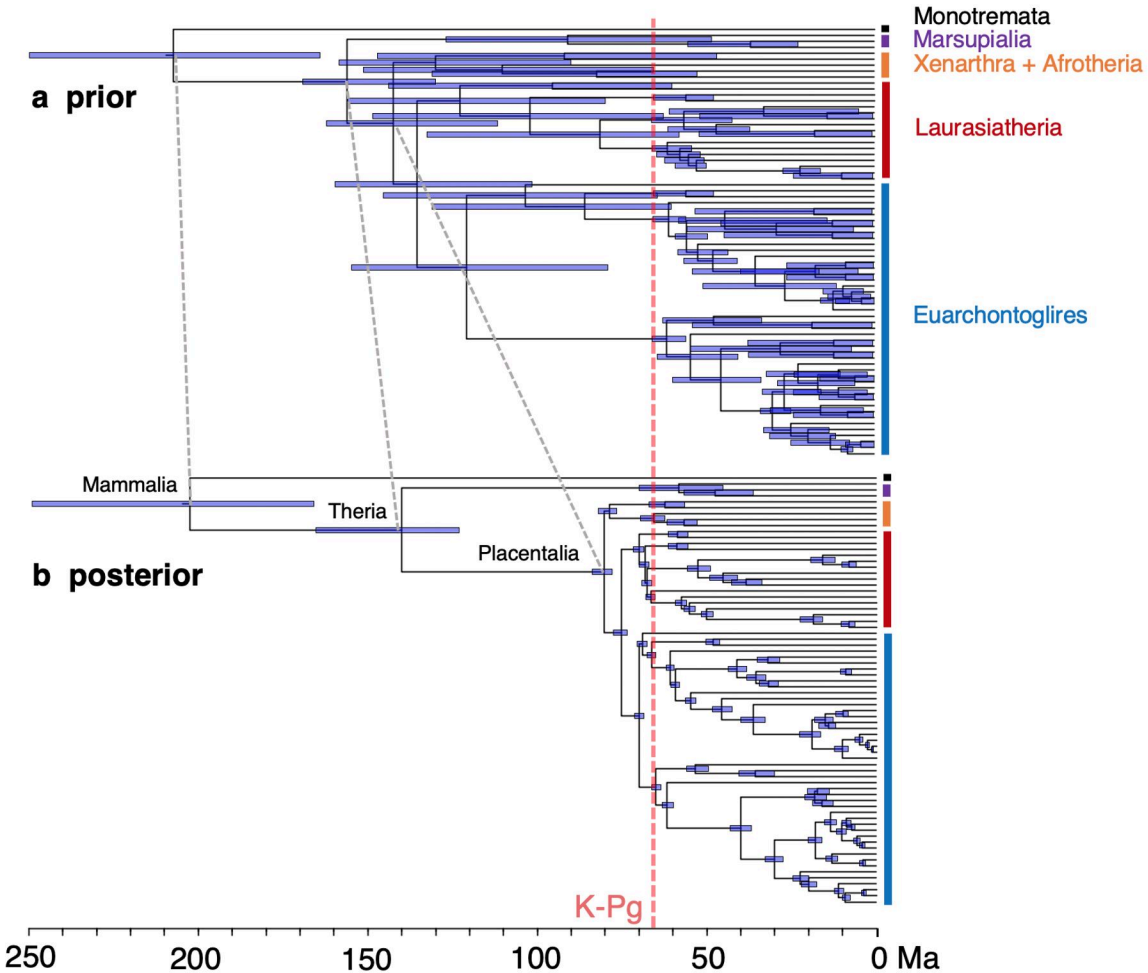 Monotremata
Marsupialia
Xenarthra + Afrotheria
a prior
Laurasiatheria
Euarchontoglires
Mammalia
Theria
Placentalia
b posterior
K-Pg
250 200 150 100 50 0 Ma